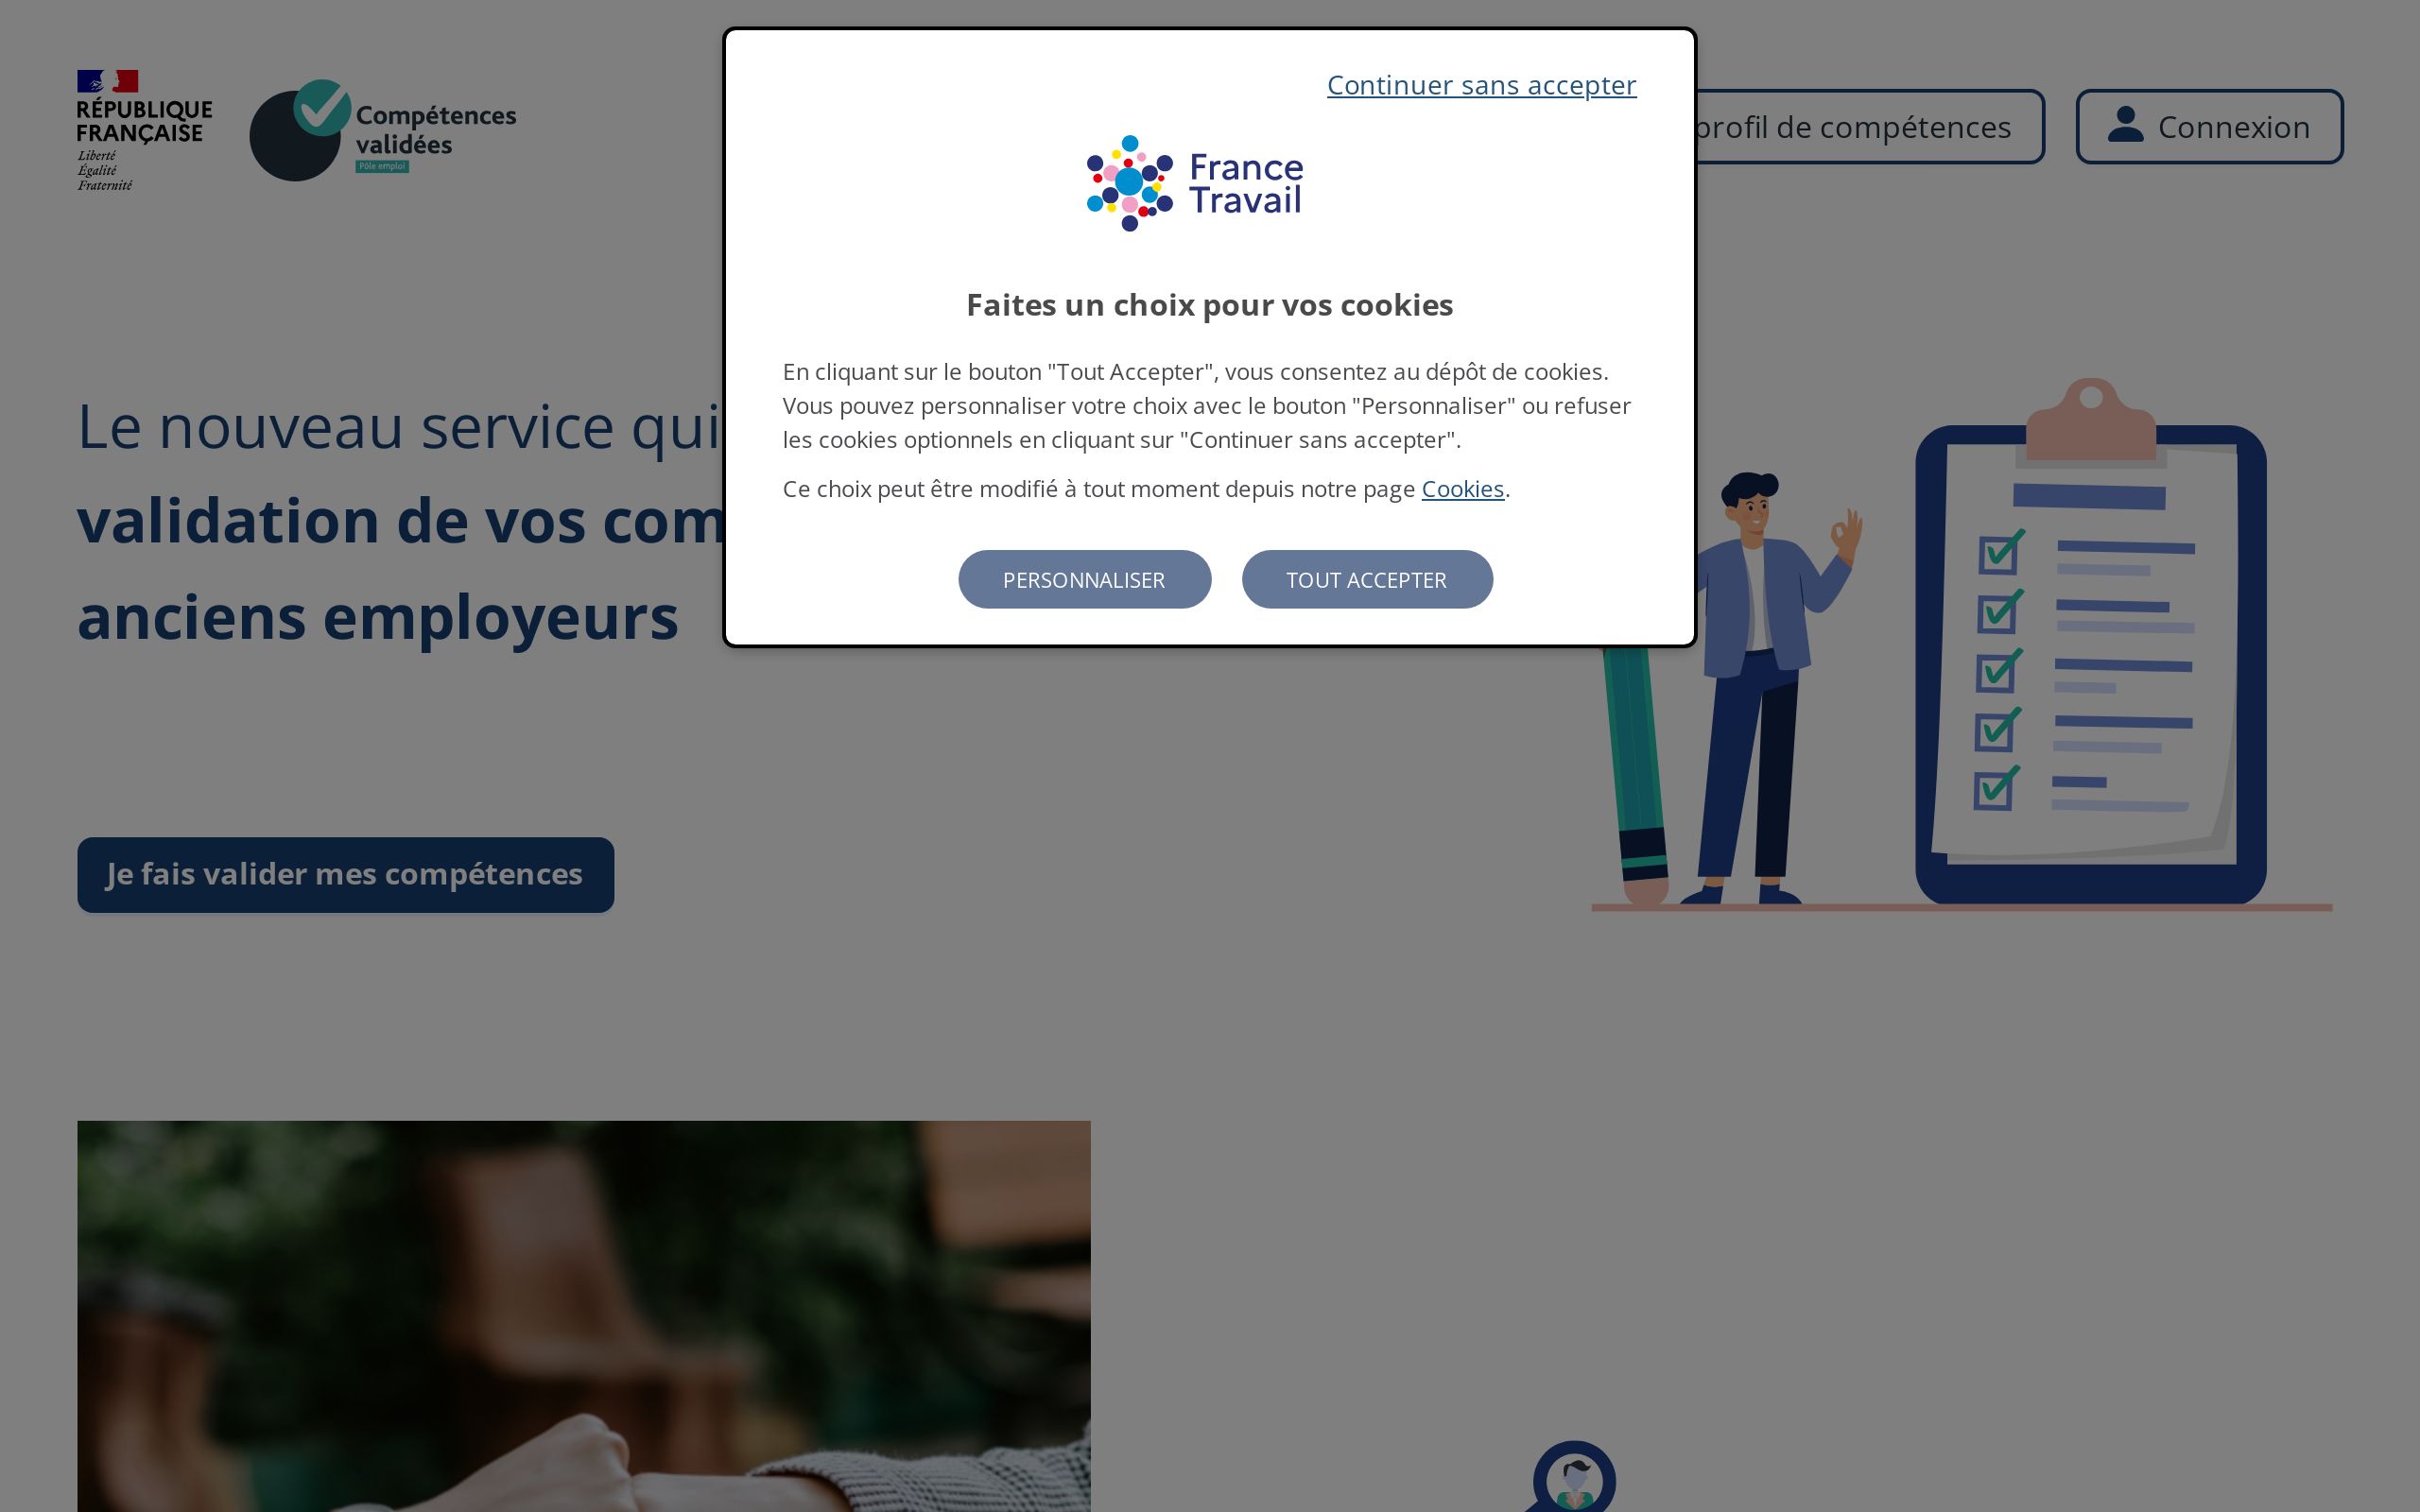 RÉPUBLIQUE
FRANÇAISE
Liberté
Égalité
Fraternité
Compétences
validées
Pôle emploi
profil de compétences
Connexion
Le nouveau service qui
validation de vos com
anciens employeurs
Je fais valider mes compétences
Continuer sans accepter
France
Travail
Faites un choix pour vos cookies
En cliquant sur le bouton "Tout Accepter", vous consentez au dépôt de cookies.
Vous pouvez personnaliser votre choix avec le bouton "Personnaliser" ou refuser
les cookies optionnels en cliquant sur "Continuer sans accepter".
Ce choix peut être modifié à tout moment depuis notre page Cookies.
PERSONNALISER
TOUT ACCEPTER